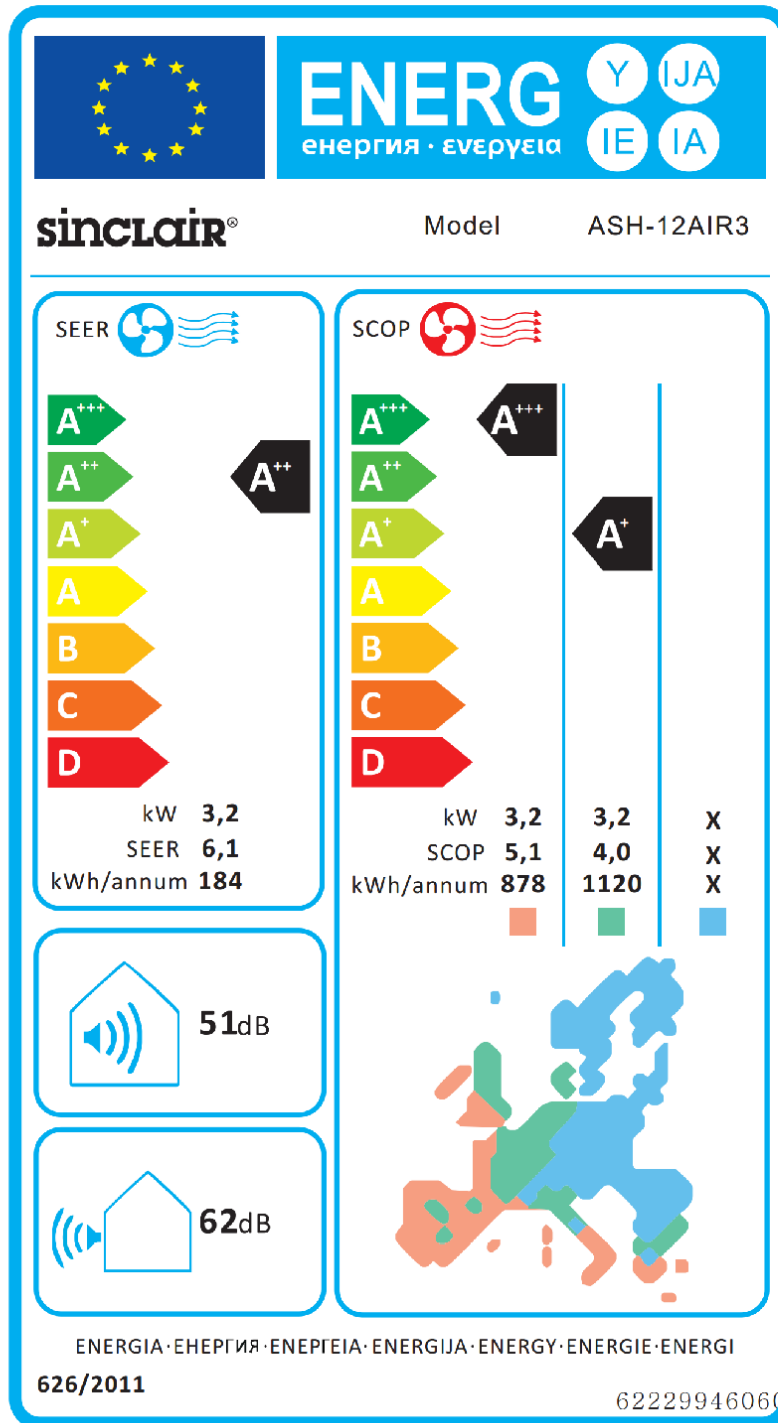 ENERG
енергия · ενεργεια
Y IJA
IE IA
sinclair®
Model ASH-12AIR3
SEER
A+++
A++
A++
A+
A
B
C
D
kW 3,2
SEER 6,1
kWh/annum 184
SCOP
A+++
A+++
A++
A+
A+
A
B
C
D
kW 3,2 3,2 X
SCOP 5,1 4,0 X
kWh/annum 878 1120 X
51dB
62dB
ENERGIA·ЕНЕРГИЯ·ΕΝΕΡΓΕΙΑ·ENERGIJA·ENERGY·ENERGIE·ENERGI
626/2011
62229946060